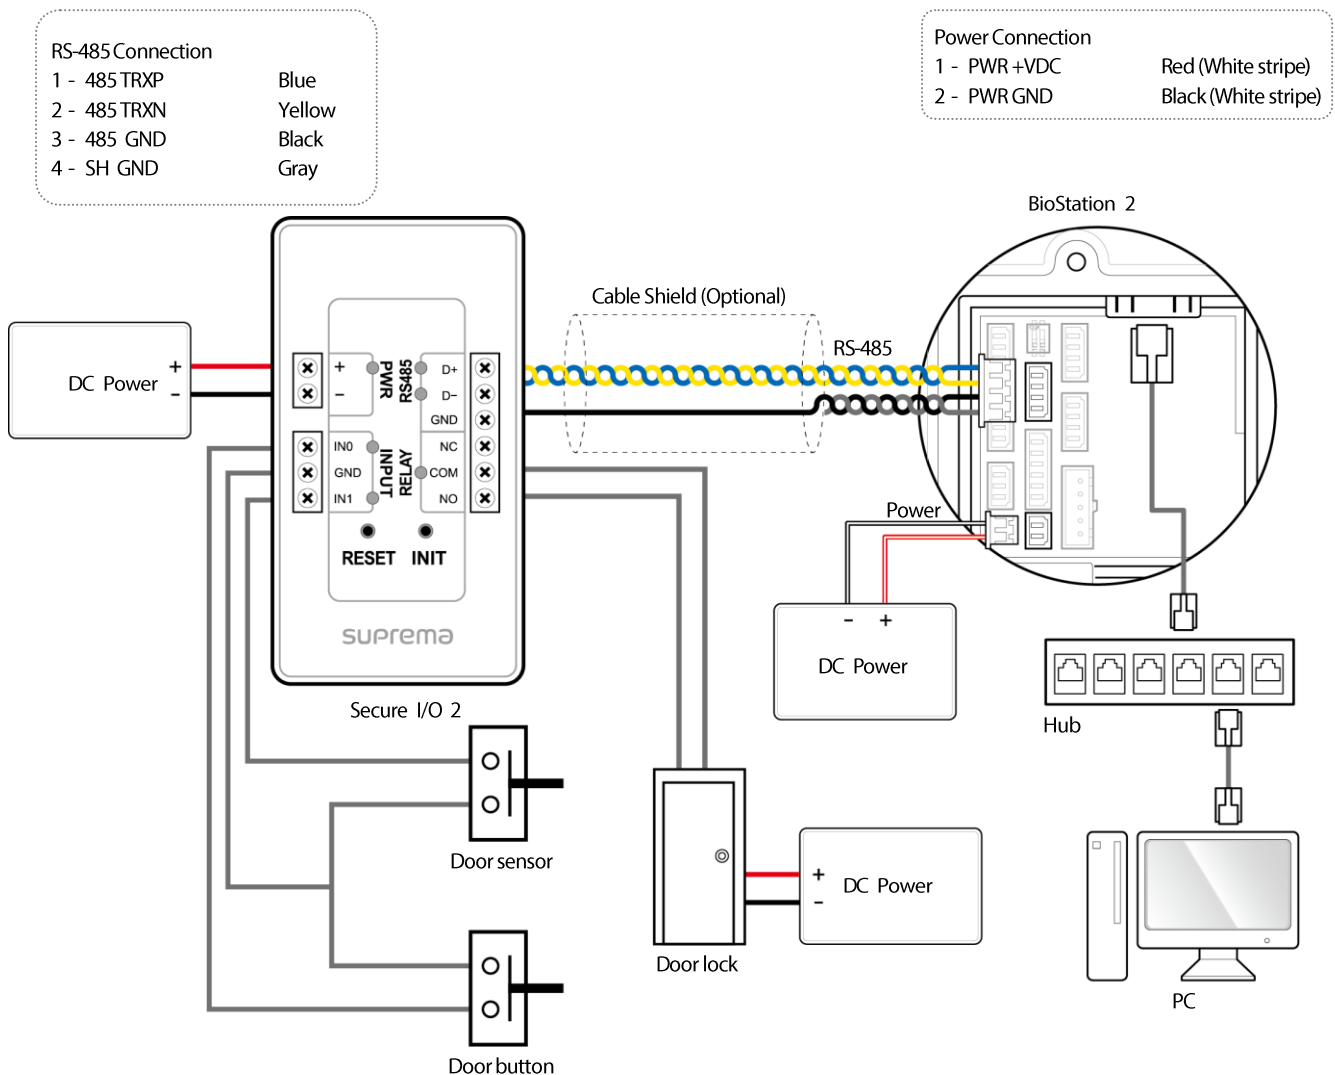 RS-485 Connection
1 - 485 TRXP Blue
2 - 485 TRXN Yellow
3 - 485 GND Black
4 - SH GND Gray
Power Connection
1 - PWR +VDC Red (White stripe)
2 - PWR GND Black (White stripe)
BioStation 2
Cable Shield (Optional)
RS-485
DC Power
+
−
+
−
PWR
RS485
D+
D−
GND
IN0
GND
IN1
INPUT
RELAY
NC
COM
NO
RESET INIT
suprema
Secure I/O 2
Power
− +
DC Power
Hub
Door sensor
Door lock
+
−
DC Power
PC
Door button